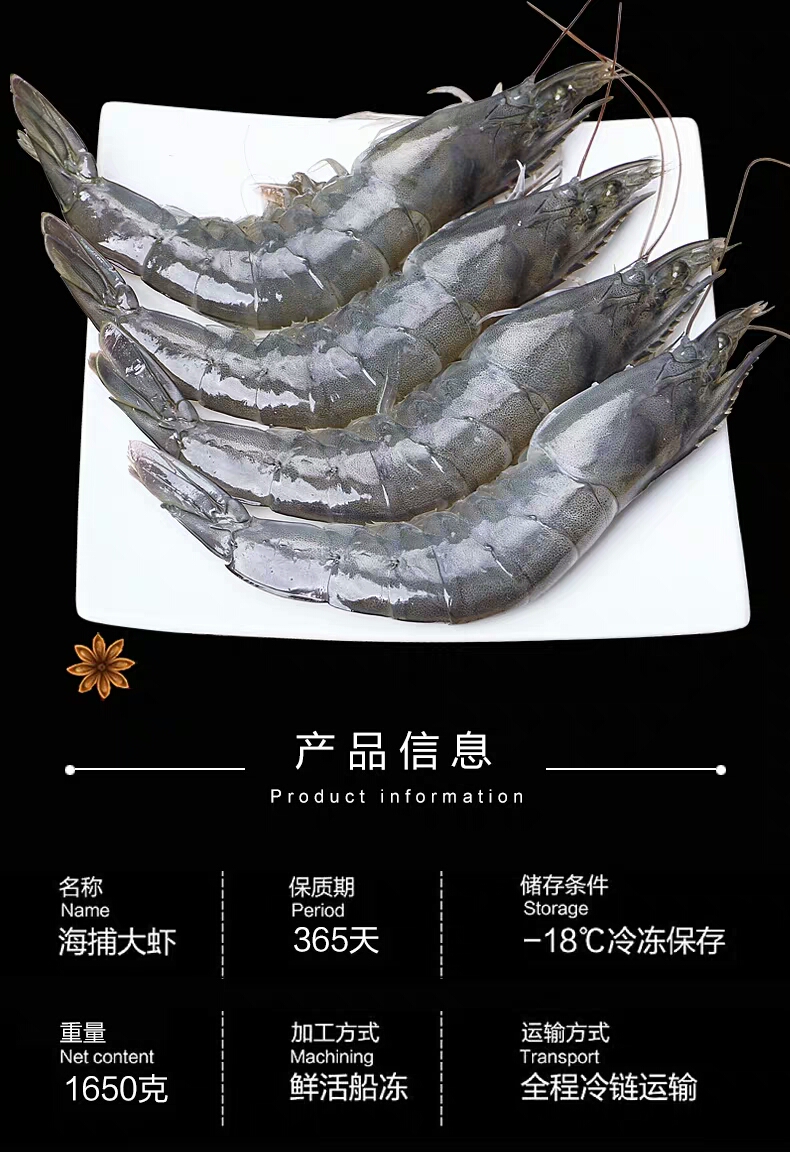 产品信息
Product information
名称
Name
海捕大虾
保质期
Period
365天
储存条件
Storage
-18℃冷冻保存
重量
Net content
1650克
加工方式
Machining
鲜活船冻
运输方式
Transport
全程冷链运输